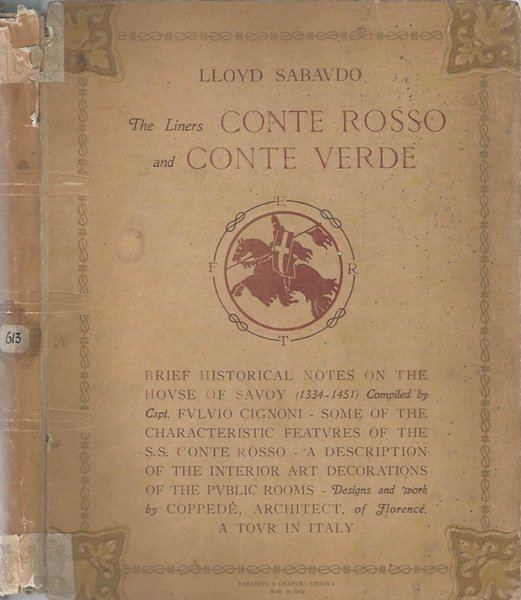 LLOYD SABAVDO
The Liners CONTE ROSSO
and CONTE VERDE
E
F R
T
613
BRIEF HISTORICAL NOTES ON THE
HOVSE OF SAVOY (1334-1451) Compiled by
Capt. FVLVIO CIGNONI - SOME OF THE
CHARACTERISTIC FEATVRES OF THE
S.S. CONTE ROSSO - A DESCRIPTION
OF THE INTERIOR ART DECORATIONS
OF THE PVBLIC ROOMS - Designs and work
by COPPEDÉ, ARCHITECT, of Florence.
A TOVR IN ITALY
BARABINO & GRAEVE - GENOVA
Made in Italy